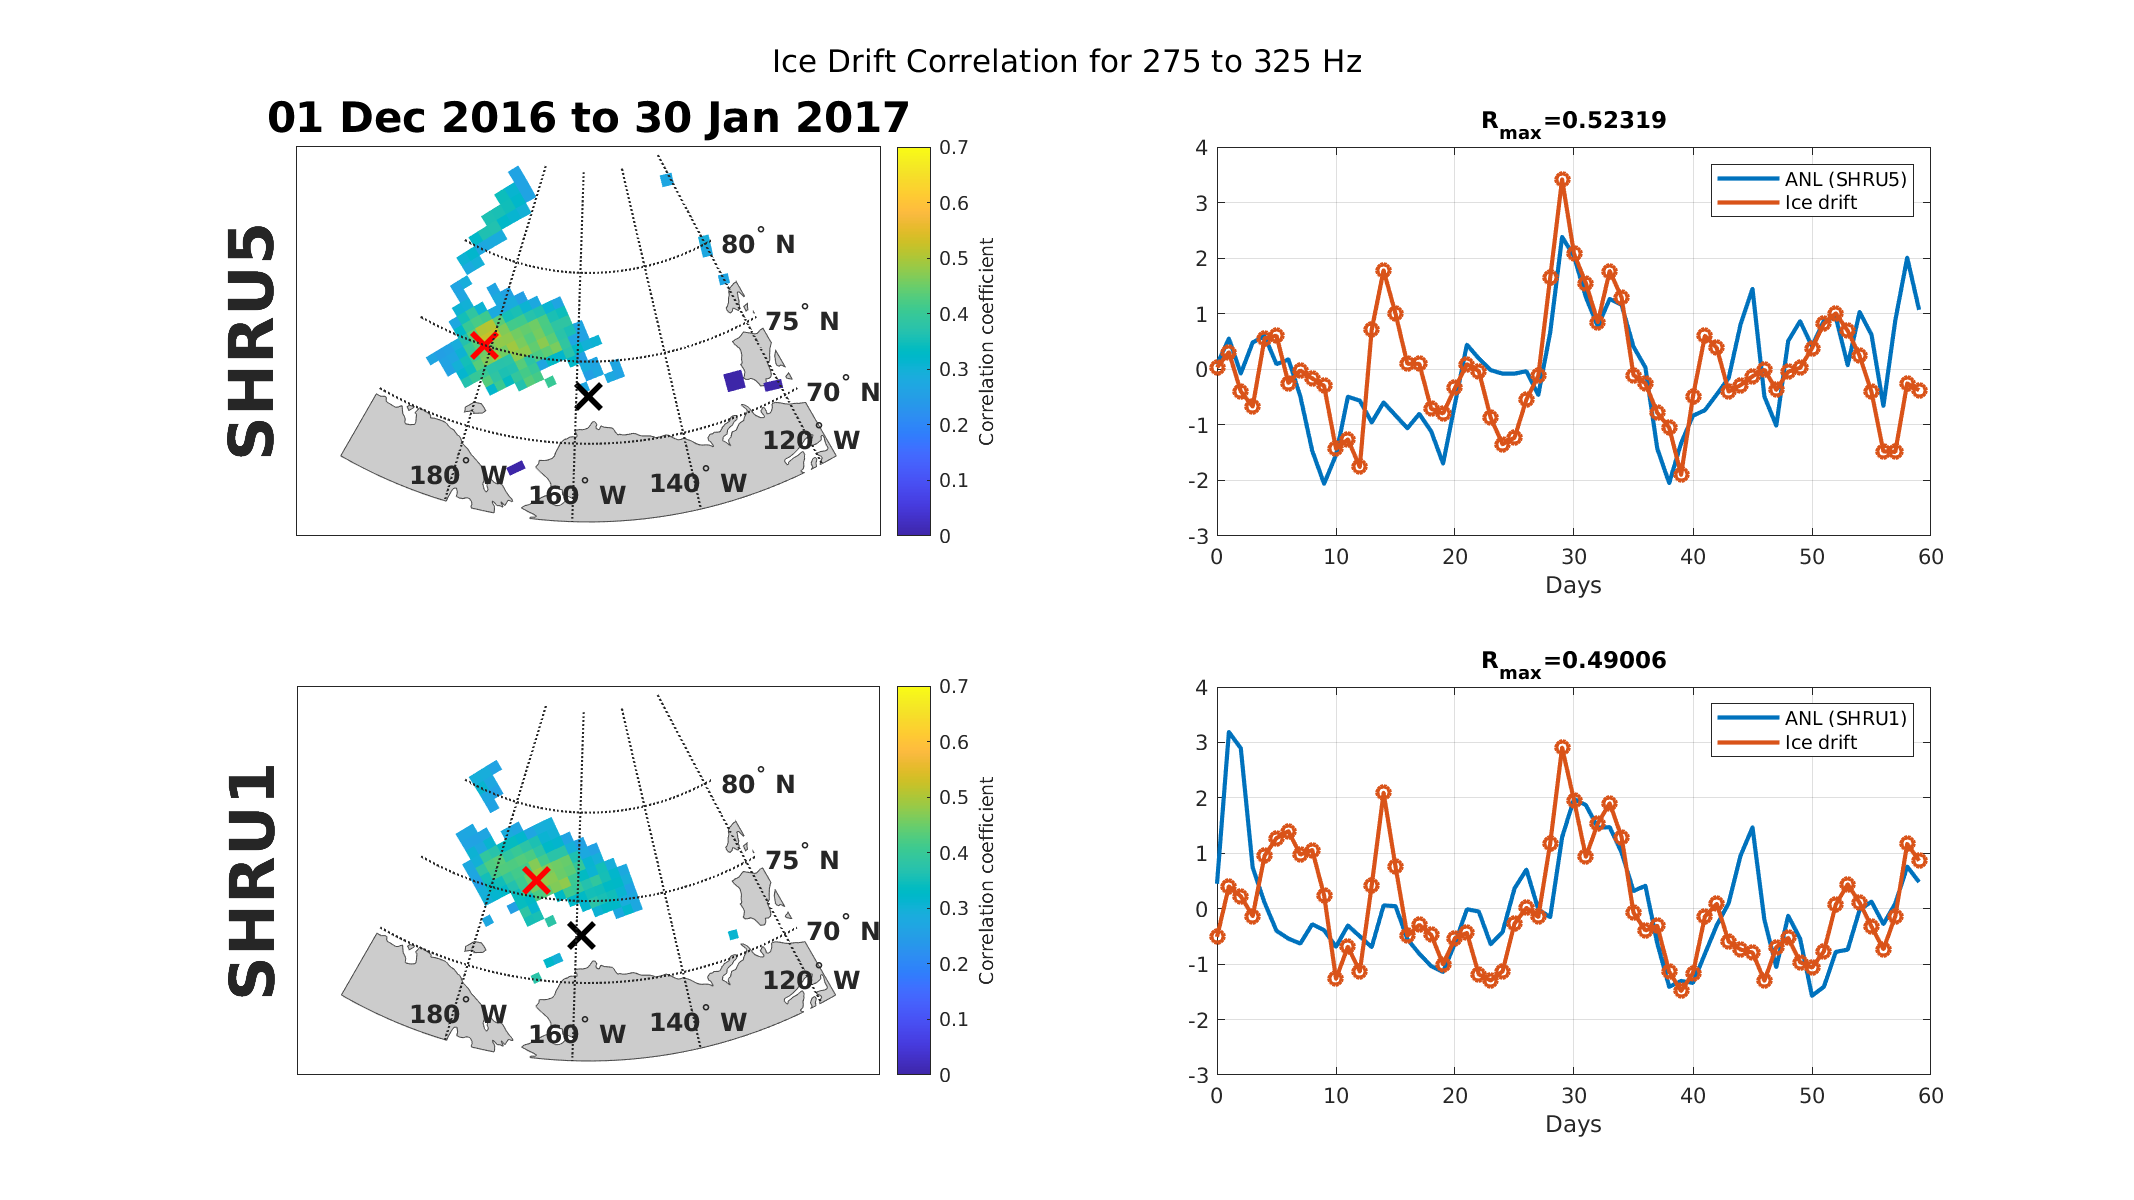 Ice Drift Correlation for 275 to 325 Hz
01 Dec 2016 to 30 Jan 2017
SHRU5
80° N
75° N
70° N
120° W
180° W
160° W
140° W
0.7
0.6
0.5
0.4
0.3
0.2
0.1
0
Correlation coefficient
Rmax=0.52319
4
3
2
1
0
-1
-2
-3
0 10 20 30 40 50 60
Days
ANL (SHRU5)
Ice drift
SHRU1
80° N
75° N
70° N
120° W
180° W
160° W
140° W
0.7
0.6
0.5
0.4
0.3
0.2
0.1
0
Correlation coefficient
Rmax=0.49006
4
3
2
1
0
-1
-2
-3
0 10 20 30 40 50 60
Days
ANL (SHRU1)
Ice drift